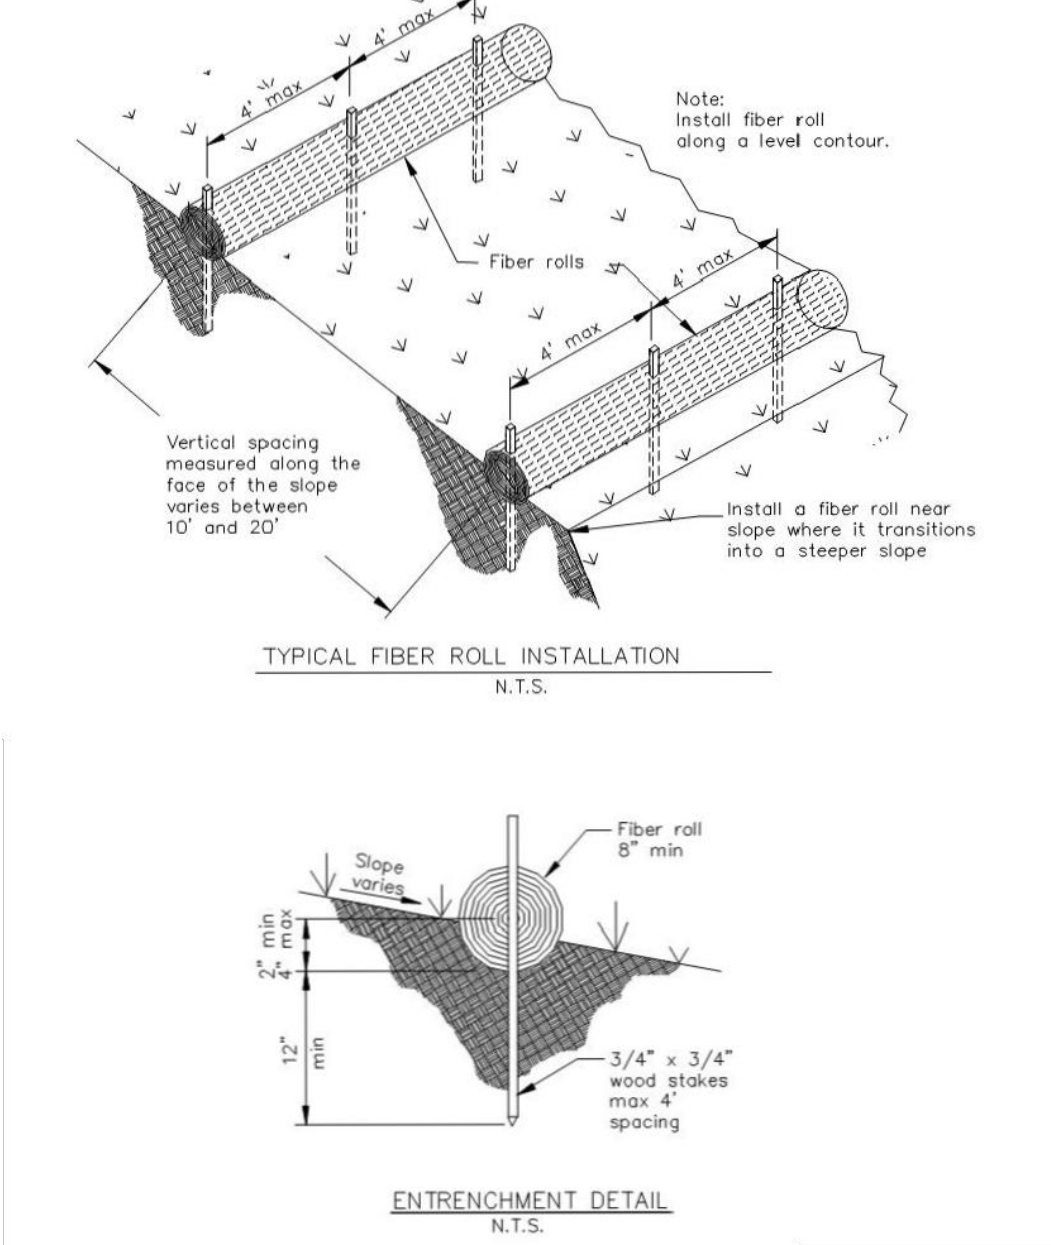 4' max
4' max
Note:
Install fiber roll
along a level contour.
Fiber rolls
4' max
4' max
Vertical spacing
measured along the
face of the slope
varies between
10' and 20'
Install a fiber roll near
slope where it transitions
into a steeper slope
TYPICAL FIBER ROLL INSTALLATION
N.T.S.
Fiber roll
8" min
Slope
varies
2" min
4" max
12"
min
3/4" x 3/4"
wood stakes
max 4'
spacing
ENTRENCHMENT DETAIL
N.T.S.